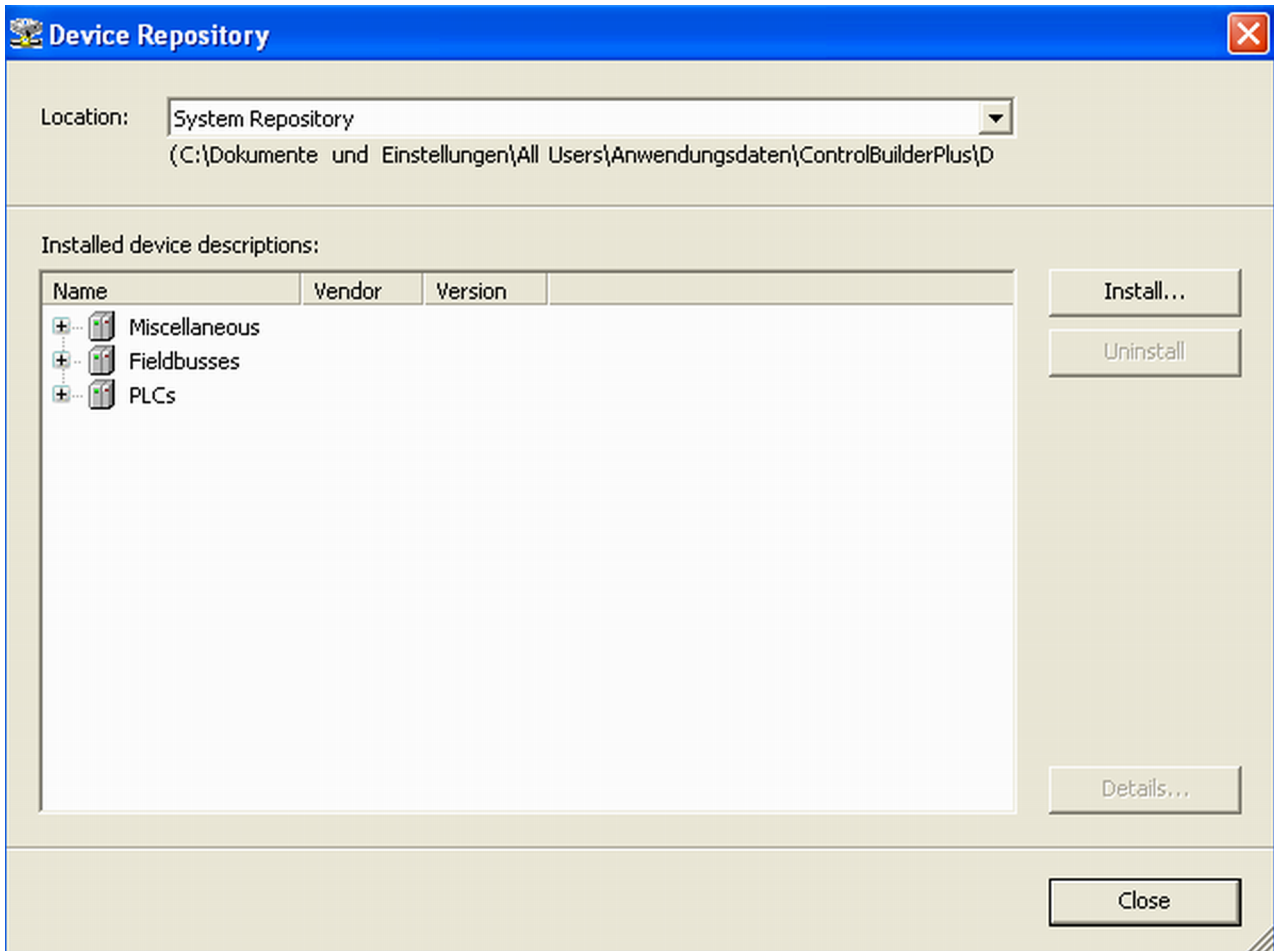 Device Repository
Location: System Repository
(C:\Dokumente und Einstellungen\All Users\Anwendungsdaten\ControlBuilderPlus\D
Installed device descriptions:
Name Vendor Version
Install...
Miscellaneous
Uninstall
Fieldbusses
PLCs
Details...
Close